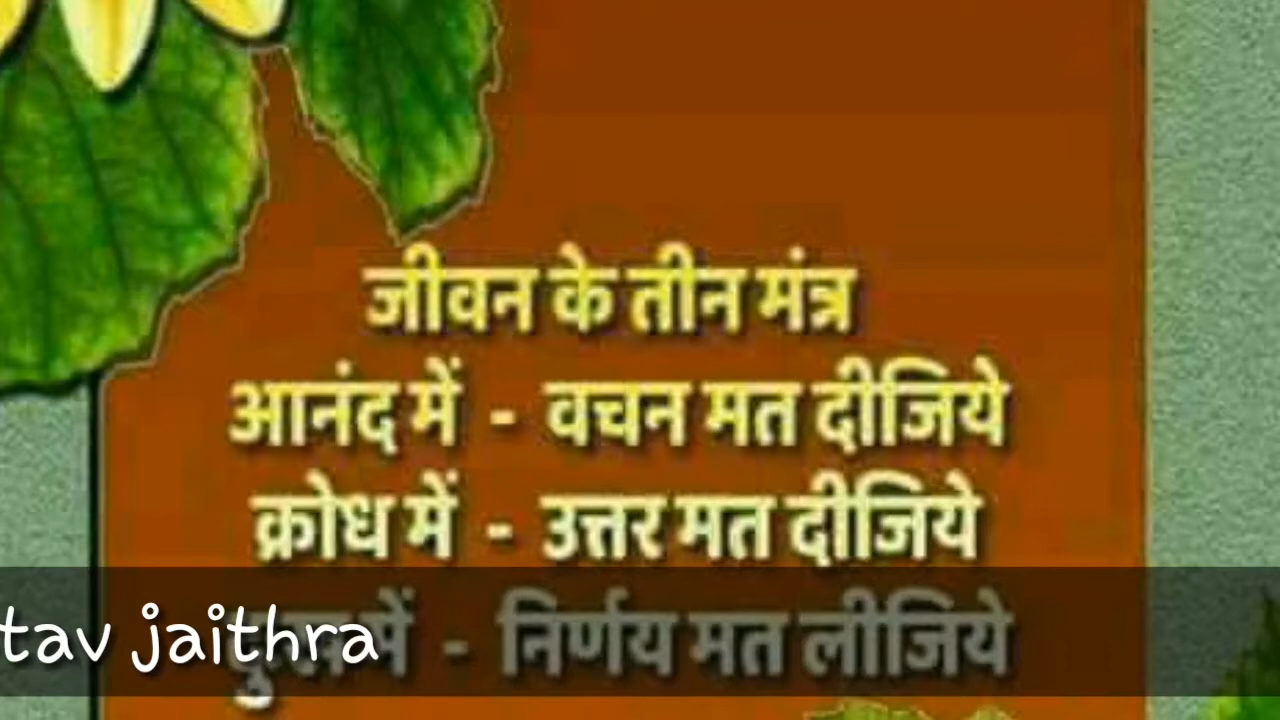 जीवन के तीन मंत्र
आनंद में - वचन मत दीजिये
क्रोध में - उत्तर मत दीजिये
में - निर्णय मत लीजिये
tav jaithra